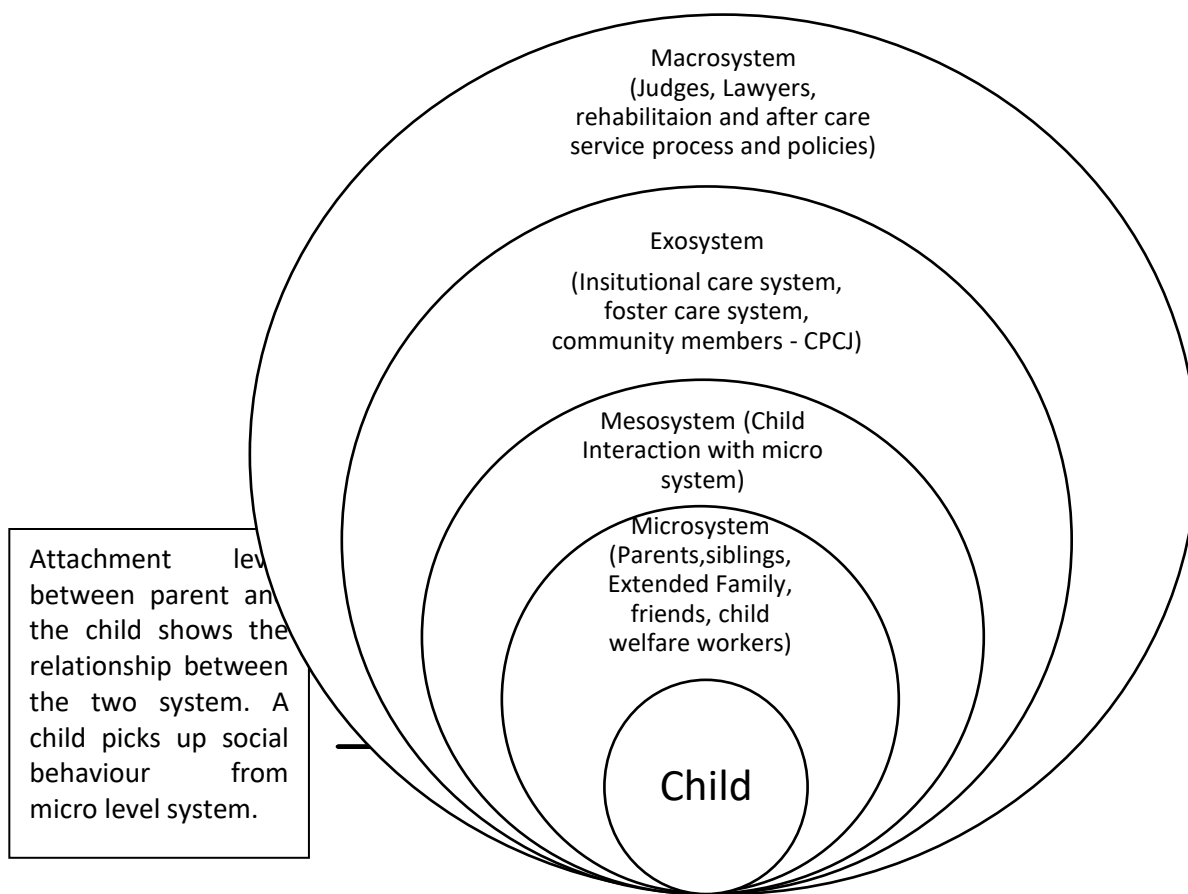 Macrosystem
(Judges, Lawyers,
rehabilitaion and after care
service process and policies)
Exosystem
(Insitutional care system,
foster care system,
community members - CPCJ)
Mesosystem (Child
Interaction with micro
system)
Microsystem
(Parents,siblings,
Extended Family,
friends, child
welfare workers)
Child
Attachment lev
between parent an
the child shows the
relationship between
the two system. A
child picks up social
behaviour from
micro level system.